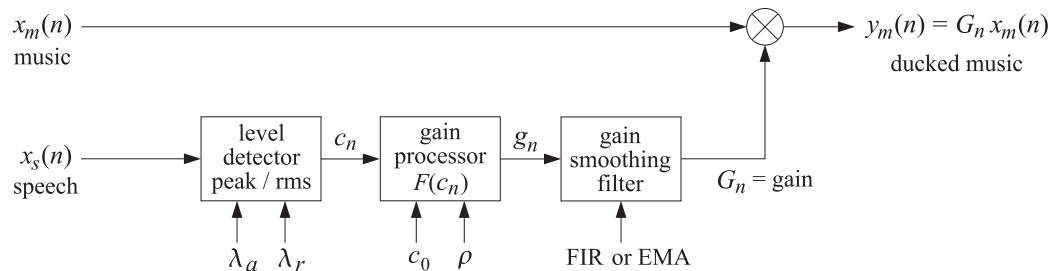 x_m(n)
music
y_m(n) = G_n x_m(n)
ducked music
x_s(n)
speech
level
detector
peak / rms
c_n
gain
processor
F(c_n)
g_n
gain
smoothing
filter
G_n = gain
λ_a
λ_r
c_0
ρ
FIR or EMA